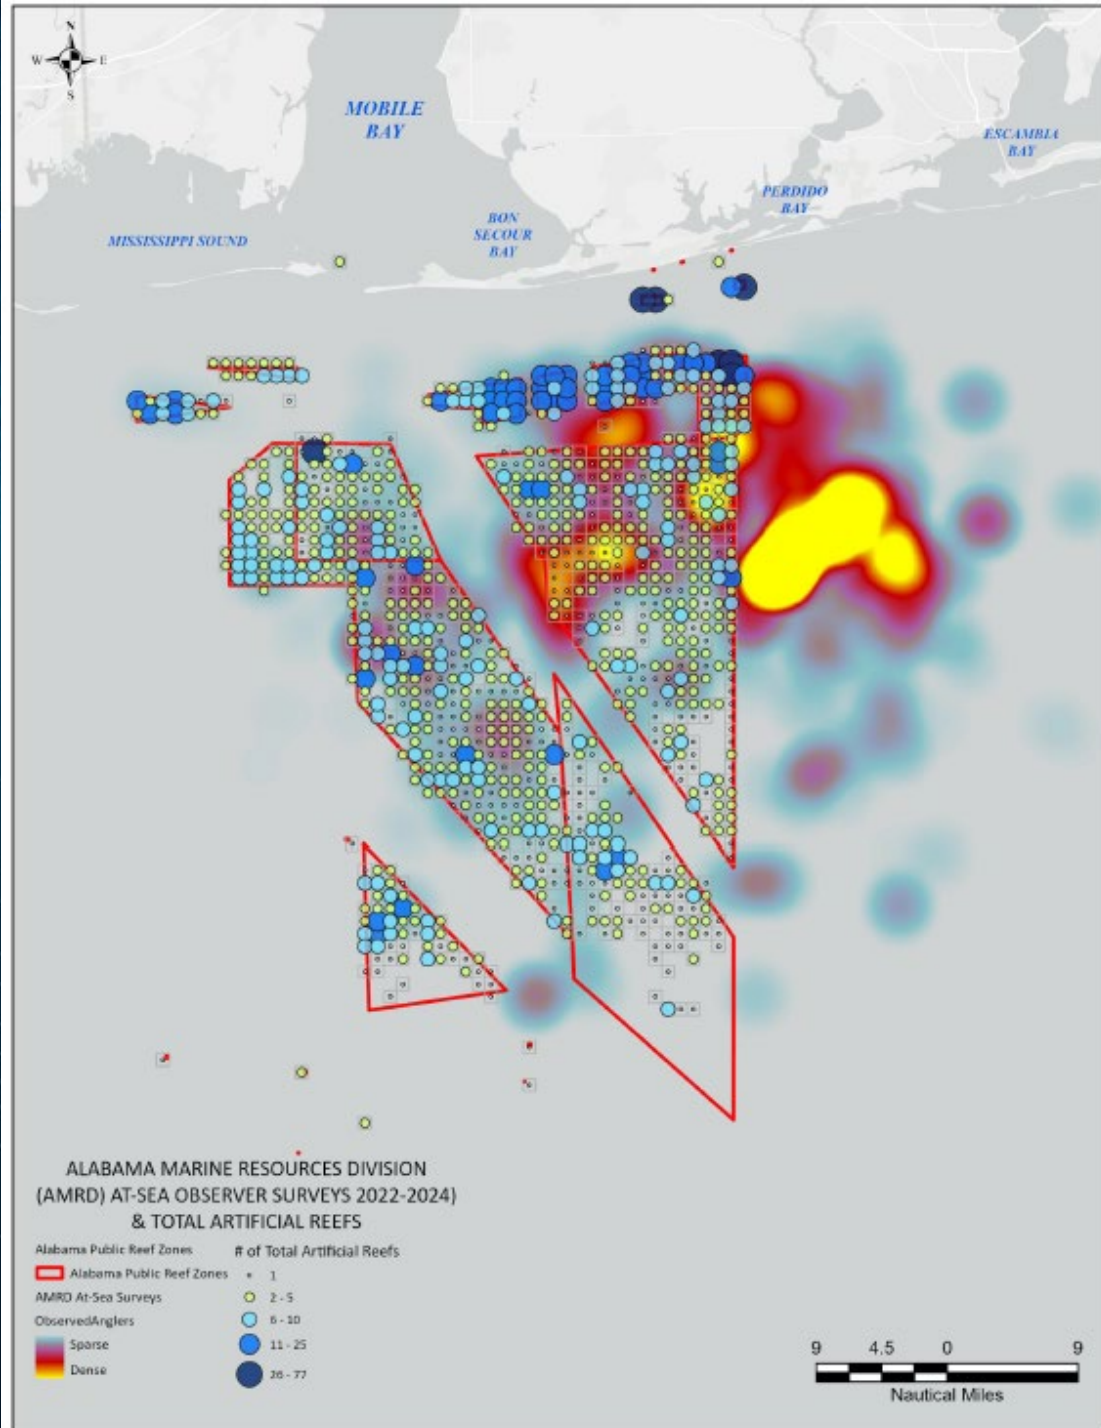 N
W E
S
MOBILE
BAY
ESCAMBIA
BAY
PERDIDO
BAY
BON
SECOUR
BAY
MISSISSIPPI SOUND
ALABAMA MARINE RESOURCES DIVISION
(AMRD) AT-SEA OBSERVER SURVEYS 2022-2024)
& TOTAL ARTIFICIAL REEFS
Alabama Public Reef Zones
Alabama Public Reef Zones
AMRD At-Sea Surveys
ObservedAnglers
Sparse
Dense
# of Total Artificial Reefs
1
2 - 5
6 - 10
11 - 25
26 - 77
9 4.5 0 9
Nautical Miles